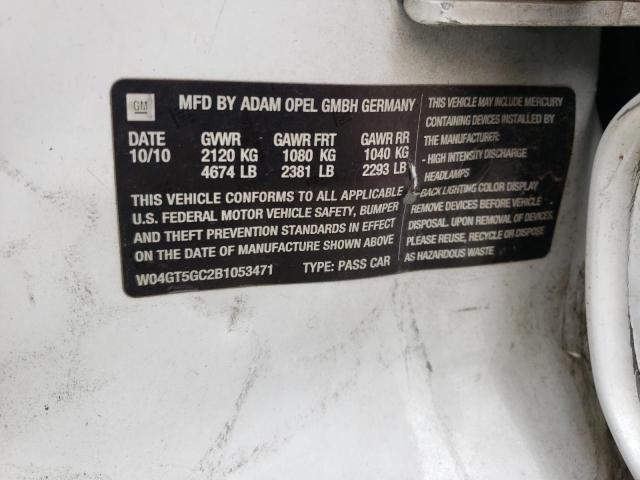 GM
MFD BY ADAM OPEL GMBH GERMANY
DATE GVWR GAWR FRT GAWR RR
10/10 2120 KG 1080 KG 1040 KG
4674 LB 2381 LB 2293 LB
THIS VEHICLE CONFORMS TO ALL APPLICABLE
U.S. FEDERAL MOTOR VEHICLE SAFETY, BUMPER
AND THEFT PREVENTION STANDARDS IN EFFECT
ON THE DATE OF MANUFACTURE SHOWN ABOVE
W04GT5GC2B1053471 TYPE: PASS CAR
THIS VEHICLE MAY INCLUDE MERCURY
CONTAINING DEVICES INSTALLED BY
THE MANUFACTURER:
- HIGH INTENSITY DISCHARGE
HEADLAMPS
- BACK LIGHTING COLOR DISPLAY
REMOVE DEVICES BEFORE VEHICLE
DISPOSAL. UPON REMOVAL OF DEVICES,
PLEASE REUSE, RECYCLE OR DISPOSE
AS HAZARDOUS WASTE